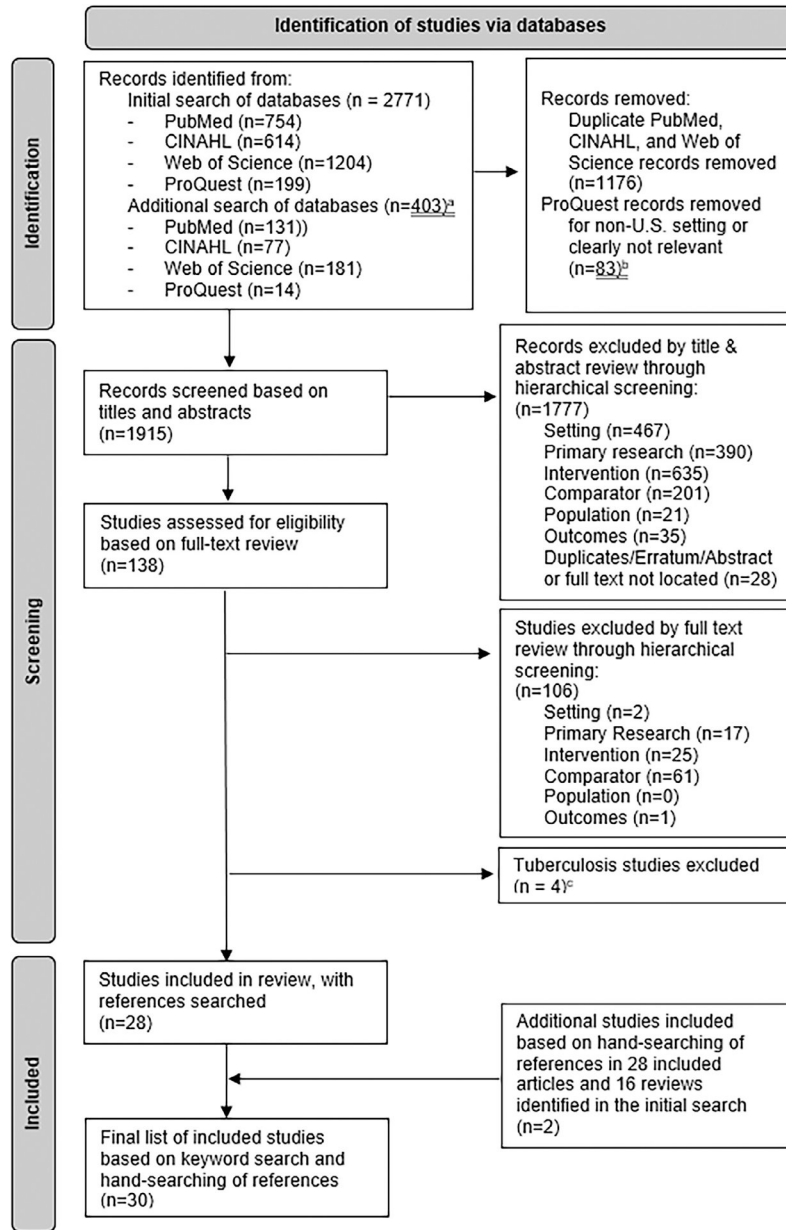 Identification of studies via databases
Identification
Records identified from:
Initial search of databases (n = 2771)
- PubMed (n=754)
- CINAHL (n=614)
- Web of Science (n=1204)
- ProQuest (n=199)
Additional search of databases (n=403)ª
- PubMed (n=131))
- CINAHL (n=77)
- Web of Science (n=181)
- ProQuest (n=14)
Records removed:
Duplicate PubMed,
CINAHL, and Web of
Science records removed
(n=1176)
ProQuest records removed
for non-U.S. setting or
clearly not relevant
(n=83)ᵇ
Screening
Records screened based on
titles and abstracts
(n=1915)
Records excluded by title &
abstract review through
hierarchical screening:
(n=1777)
Setting (n=467)
Primary research (n=390)
Intervention (n=635)
Comparator (n=201)
Population (n=21)
Outcomes (n=35)
Duplicates/Erratum/Abstract
or full text not located (n=28)
Studies assessed for eligibility
based on full-text review
(n=138)
Studies excluded by full text
review through hierarchical
screening:
(n=106)
Setting (n=2)
Primary Research (n=17)
Intervention (n=25)
Comparator (n=61)
Population (n=0)
Outcomes (n=1)
Tuberculosis studies excluded
(n = 4)ᶜ
Included
Studies included in review, with
references searched
(n=28)
Additional studies included
based on hand-searching of
references in 28 included
articles and 16 reviews
identified in the initial search
(n=2)
Final list of included studies
based on keyword search and
hand-searching of references
(n=30)